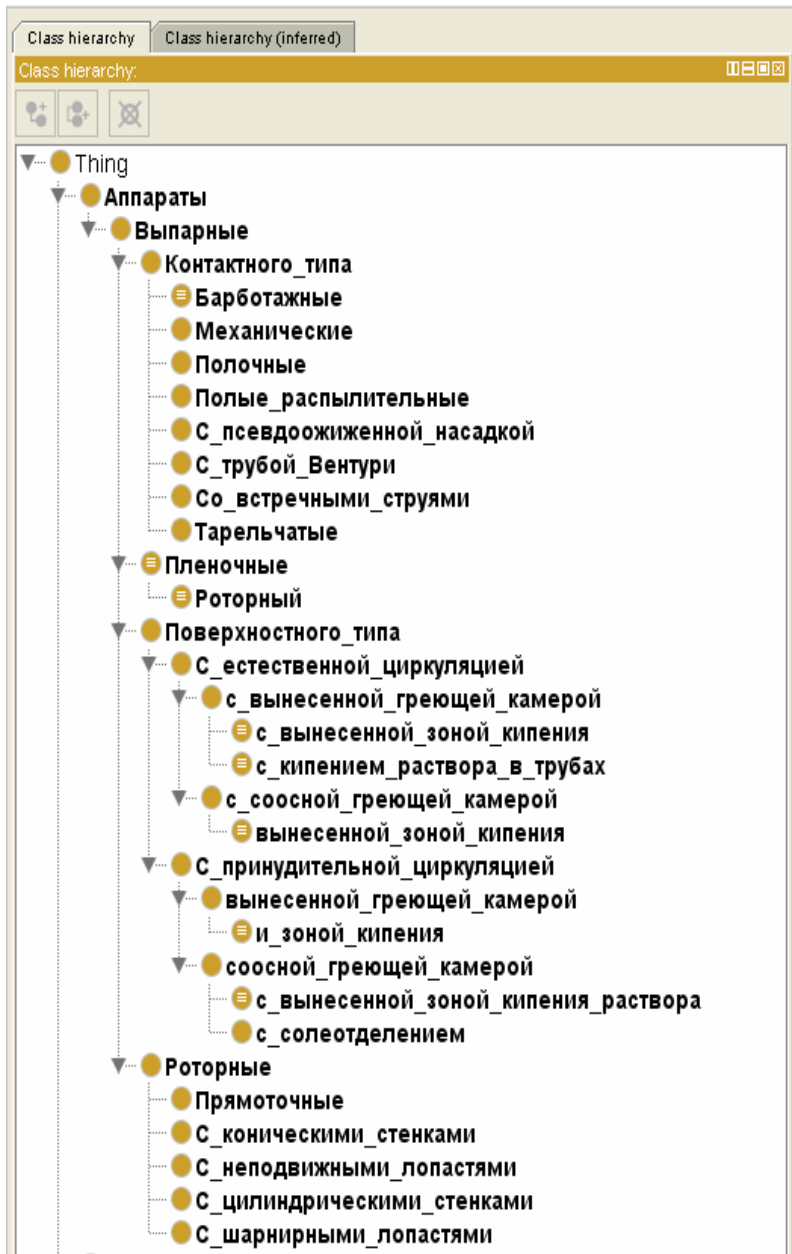 Class hierarchy Class hierarchy (inferred)
Class hierarchy:
Thing
Аппараты
Выпарные
Контактного_типа
Барботажные
Механические
Полочные
Полые_распылительные
С_псевдоожиженной_насадкой
С_трубой_Вентури
Со_встречными_струями
Тарельчатые
Пленочные
Роторный
Поверхностного_типа
С_естественной_циркуляцией
с_вынесенной_греющей_камерой
с_вынесенной_зоной_кипения
с_кипением_раствора_в_трубах
с_соосной_греющей_камерой
вынесенной_зоной_кипения
С_принудительной_циркуляцией
вынесенной_греющей_камерой
и_зоной_кипения
соосной_греющей_камерой
с_вынесенной_зоной_кипения_раствора
с_солеотделением
Роторные
Прямоточные
С_коническими_стенками
С_неподвижными_лопастями
С_цилиндрическими_стенками
С_шарнирными_лопастями